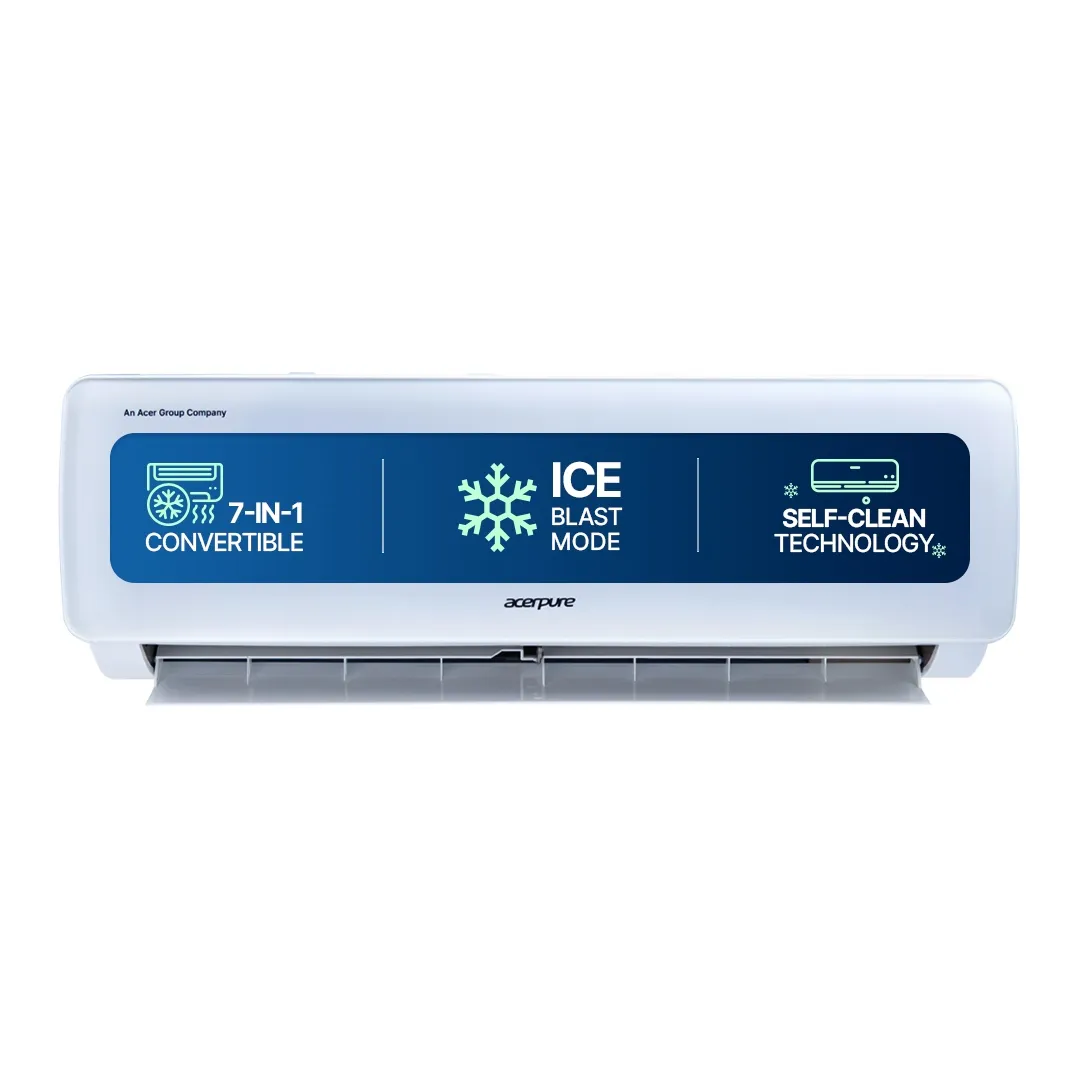 An Acer Group Company
7-IN-1
CONVERTIBLE
ICE
BLAST
MODE
SELF-CLEAN
TECHNOLOGY
acerpure